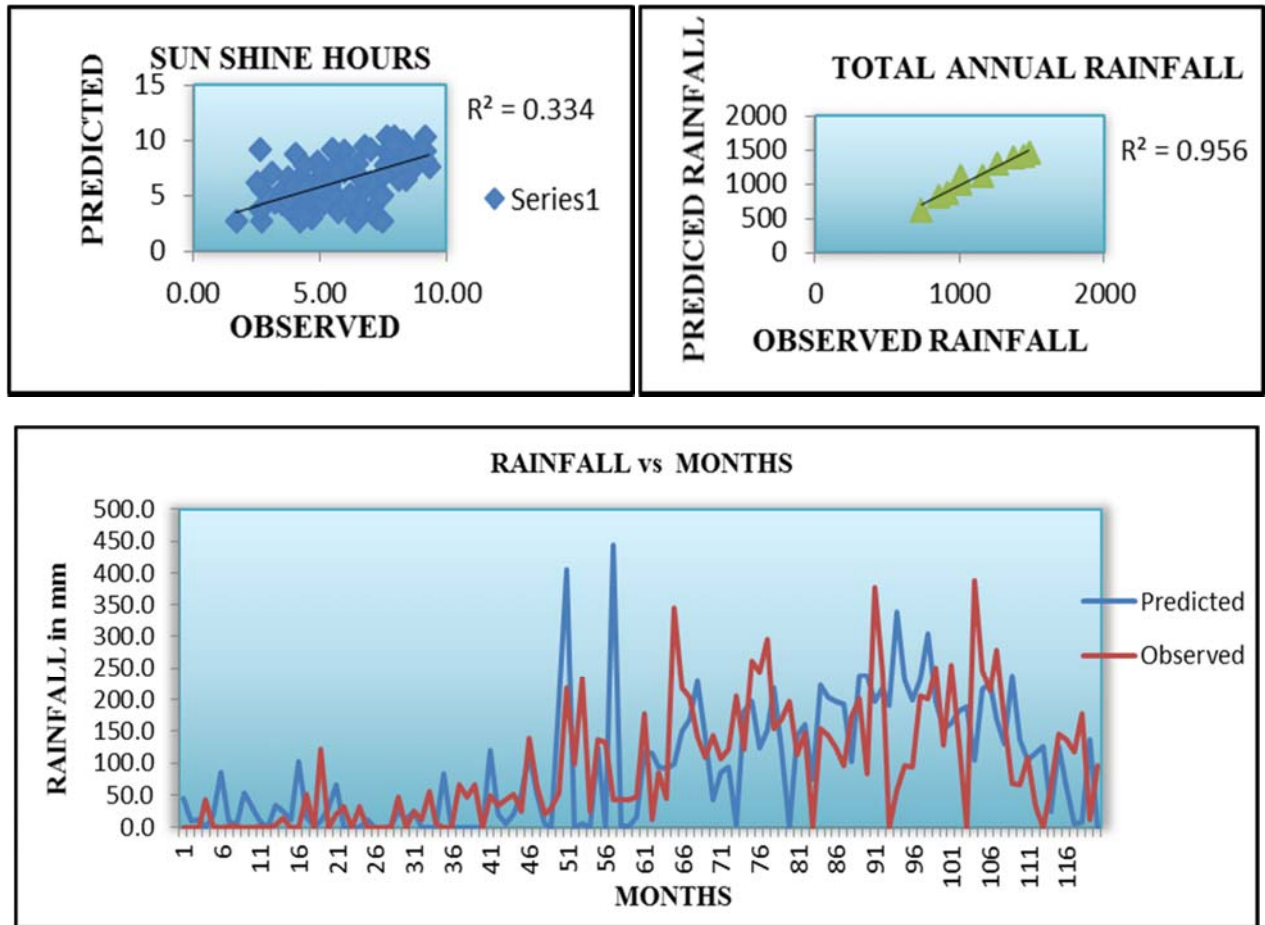 SUN SHINE HOURS
PREDICTED
15
10
5
0
0.00 5.00 10.00
OBSERVED
R² = 0.334
Series1
TOTAL ANNUAL RAINFALL
PREDICED RAINFALL
2000
1500
1000
500
0
0 1000 2000
OBSERVED RAINFALL
R² = 0.956
RAINFALL vs MONTHS
RAINFALL in mm
500.0
450.0
400.0
350.0
300.0
250.0
200.0
150.0
100.0
50.0
0.0
1 6 11 16 21 26 31 36 41 46 51 56 61 66 71 76 81 86 91 96 101 106 111 116
MONTHS
Predicted
Observed